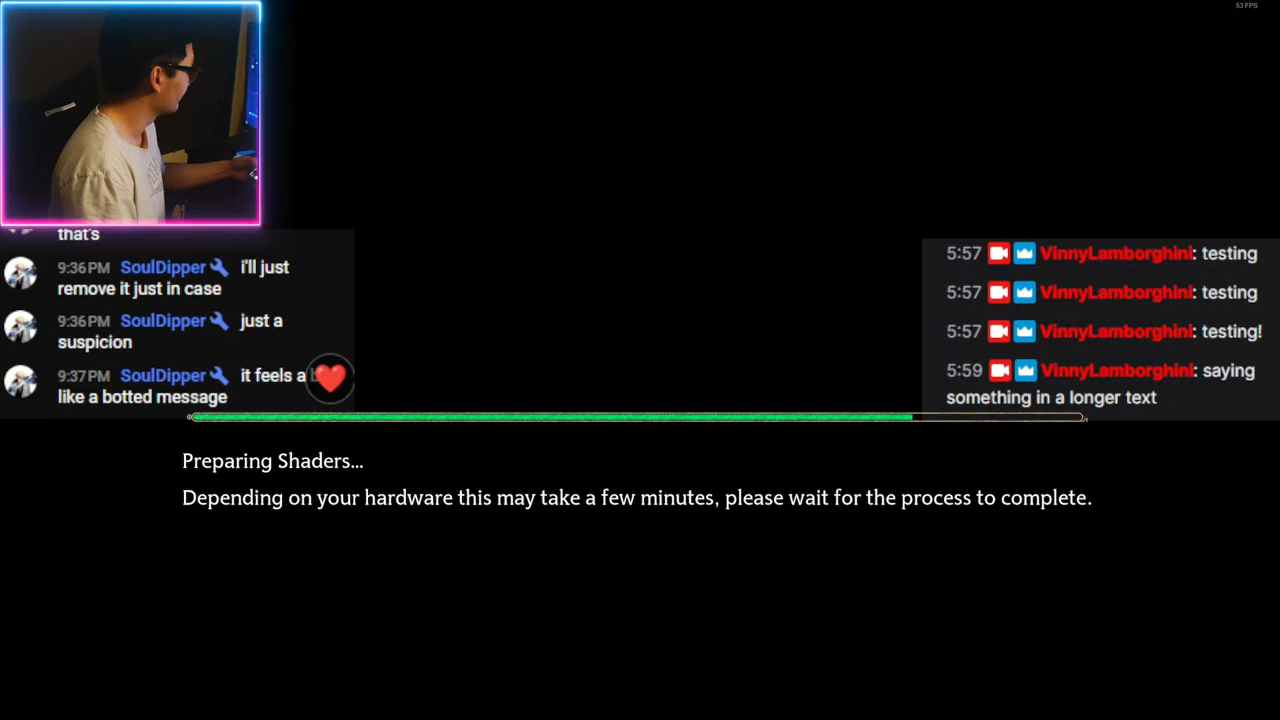 53 FPS
that's
9:36PM SoulDipper i'll just
remove it just in case
9:36PM SoulDipper just a
suspicion
9:37PM SoulDipper it feels a
like a botted message
5:57 VinnyLamborghini: testing
5:57 VinnyLamborghini: testing
5:57 VinnyLamborghini: testing!
5:59 VinnyLamborghini: saying
something in a longer text
Preparing Shaders...
Depending on your hardware this may take a few minutes, please wait for the process to complete.